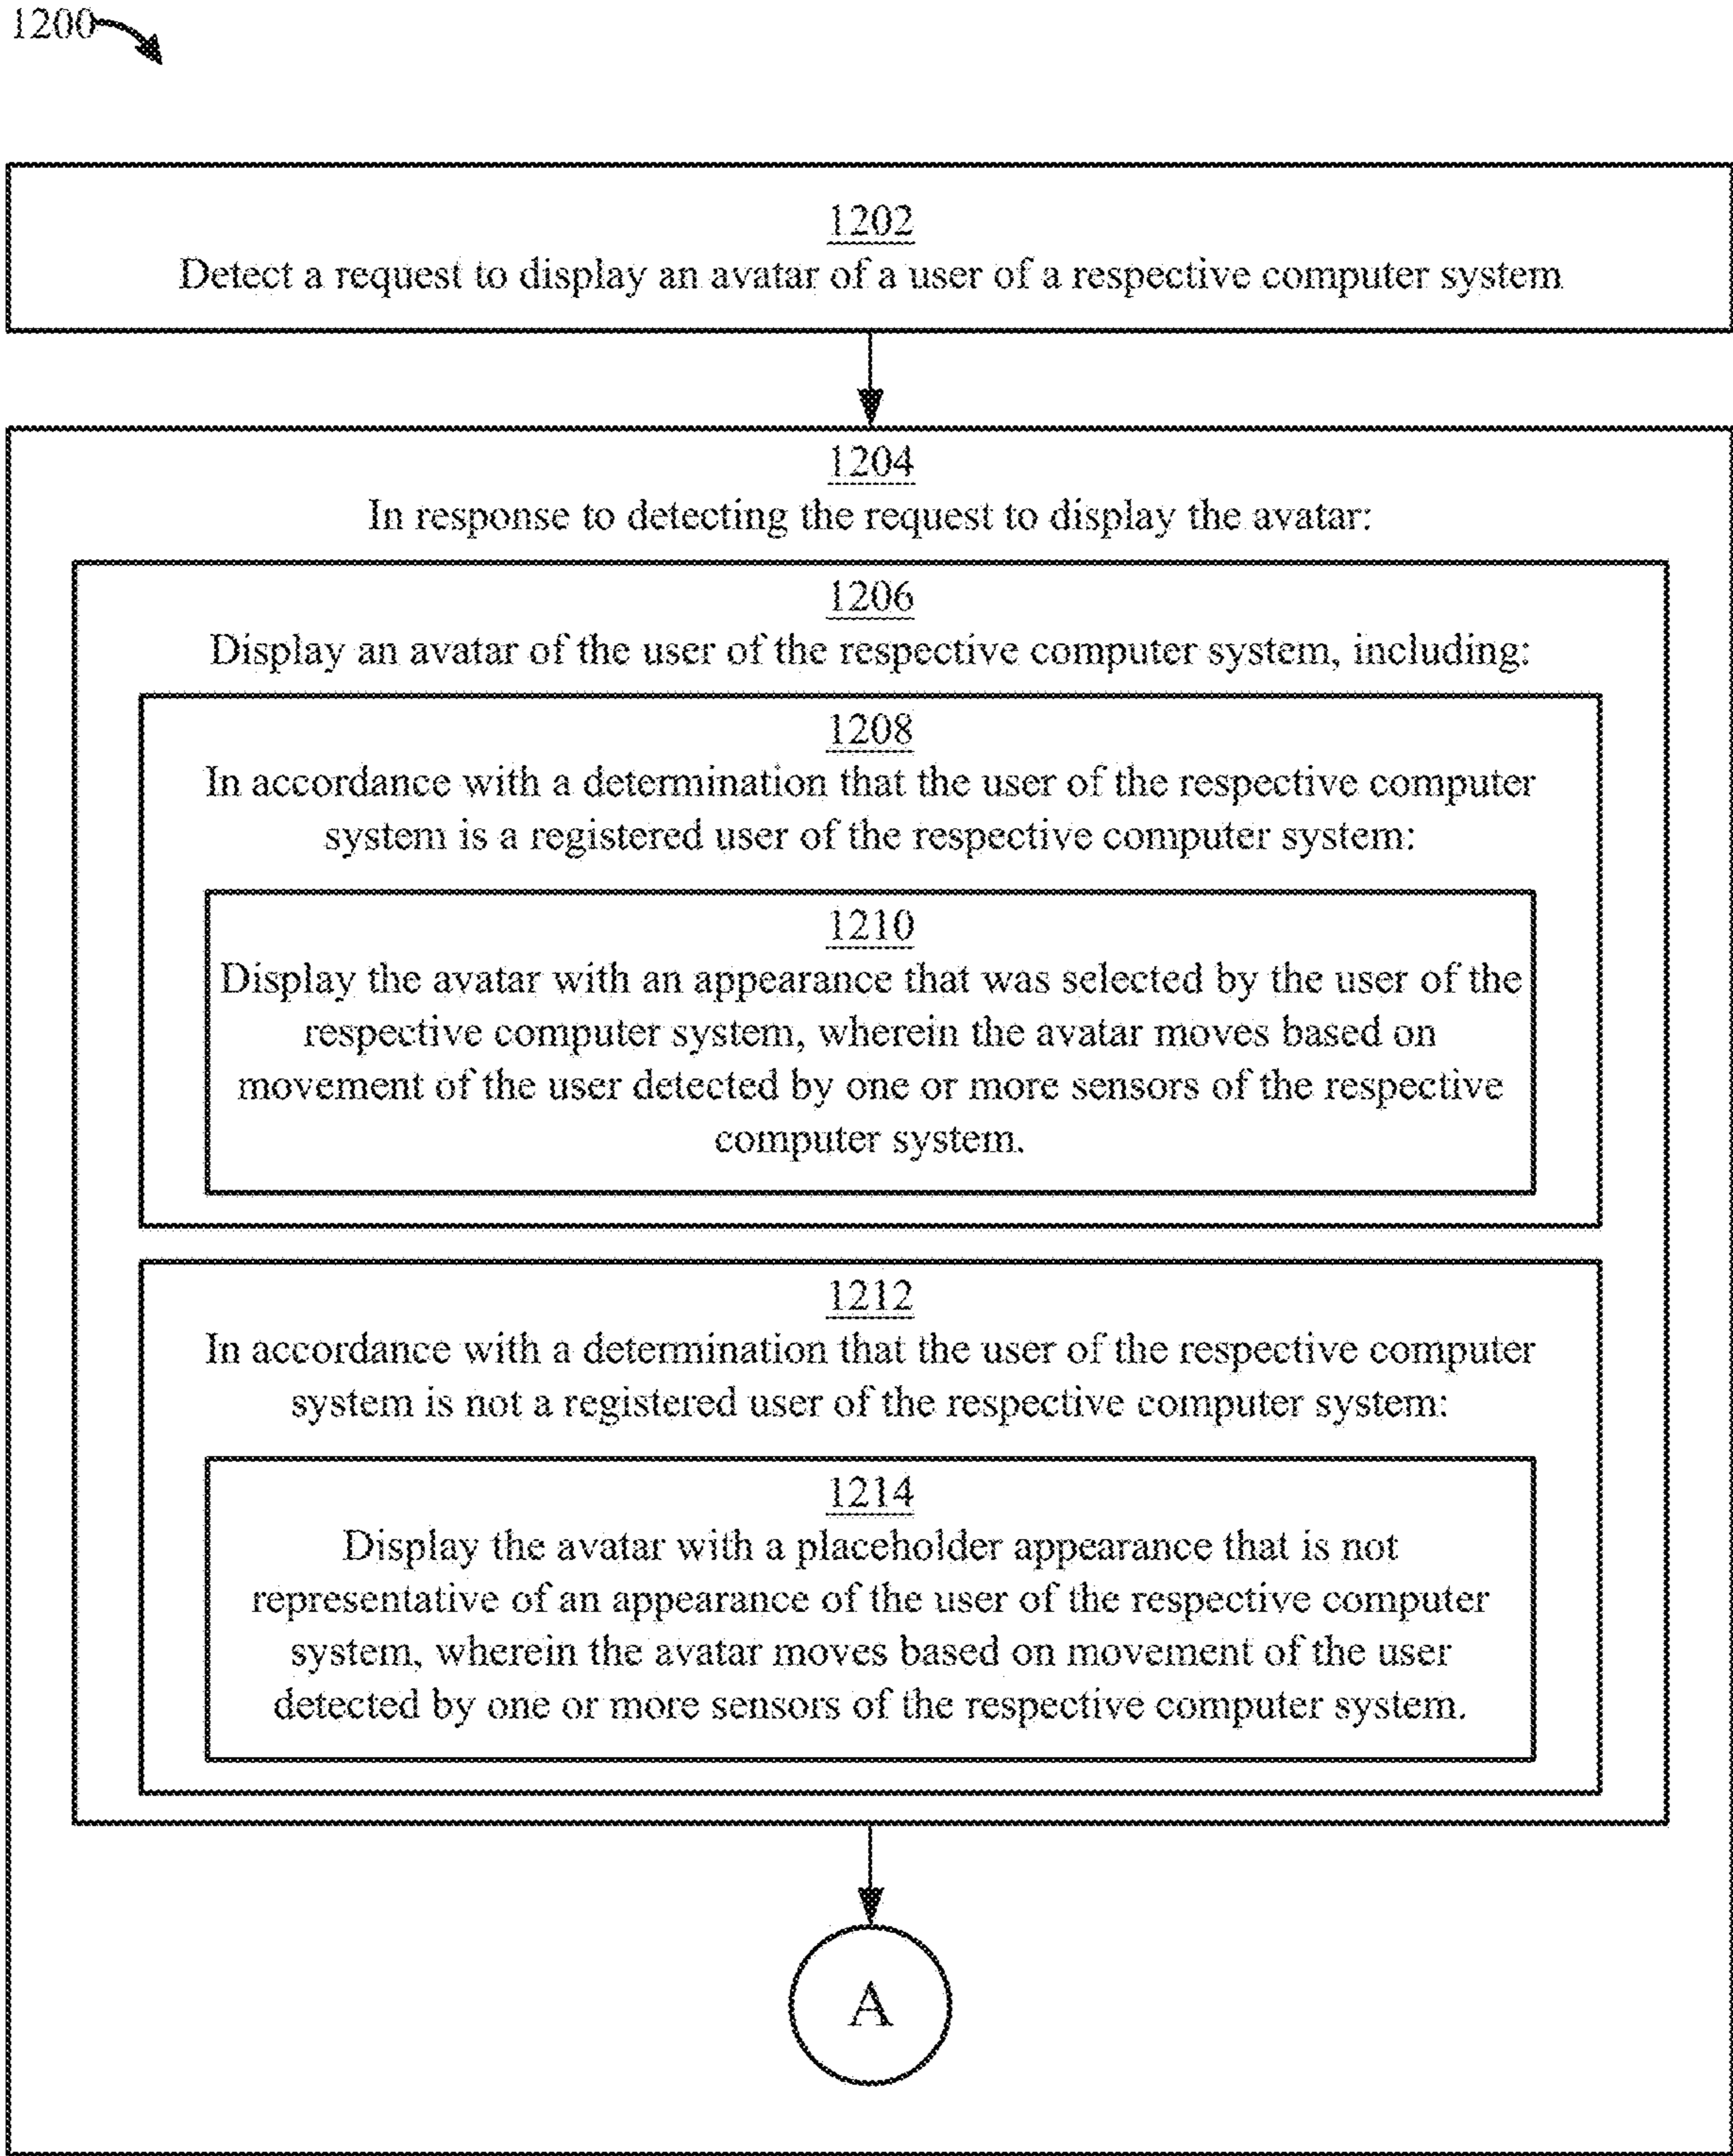 1200
1202
Detect a request to display an avatar of a user of a respective computer system
1204
In response to detecting the request to display the avatar:
1206
Display an avatar of the user of the respective computer system, including:
1208
In accordance with a determination that the user of the respective computer
system is a registered user of the respective computer system:
1210
Display the avatar with an appearance that was selected by the user of the
respective computer system, wherein the avatar moves based on
movement of the user detected by one or more sensors of the respective
computer system.
1212
In accordance with a determination that the user of the respective computer
system is not a registered user of the respective computer system:
1214
Display the avatar with a placeholder appearance that is not
representative of an appearance of the user of the respective computer
system, wherein the avatar moves based on movement of the user
detected by one or more sensors of the respective computer system.
A